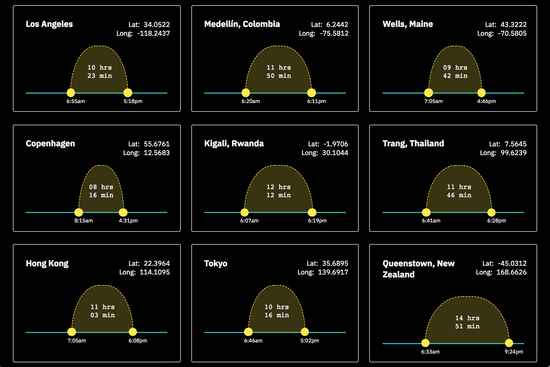 Los Angeles
Lat: 34.0522
Long: -118.2437
10 hrs
23 min
6:55am
5:18pm
Medellín, Colombia
Lat: 6.2442
Long: -75.5812
11 hrs
50 min
6:20am
6:11pm
Wells, Maine
Lat: 43.3222
Long: -70.5805
09 hrs
42 min
7:05am
4:46pm
Copenhagen
Lat: 55.6761
Long: 12.5683
08 hrs
16 min
8:15am
4:31pm
Kigali, Rwanda
Lat: -1.9706
Long: 30.1044
12 hrs
12 min
6:07am
6:19pm
Trang, Thailand
Lat: 7.5645
Long: 99.6239
11 hrs
46 min
6:41am
6:28pm
Hong Kong
Lat: 22.3964
Long: 114.1095
11 hrs
03 min
7:05am
6:08pm
Tokyo
Lat: 35.6895
Long: 139.6917
10 hrs
16 min
6:46am
5:02pm
Queenstown, New
Zealand
Lat: -45.0312
Long: 168.6626
14 hrs
51 min
6:33am
9:24pm